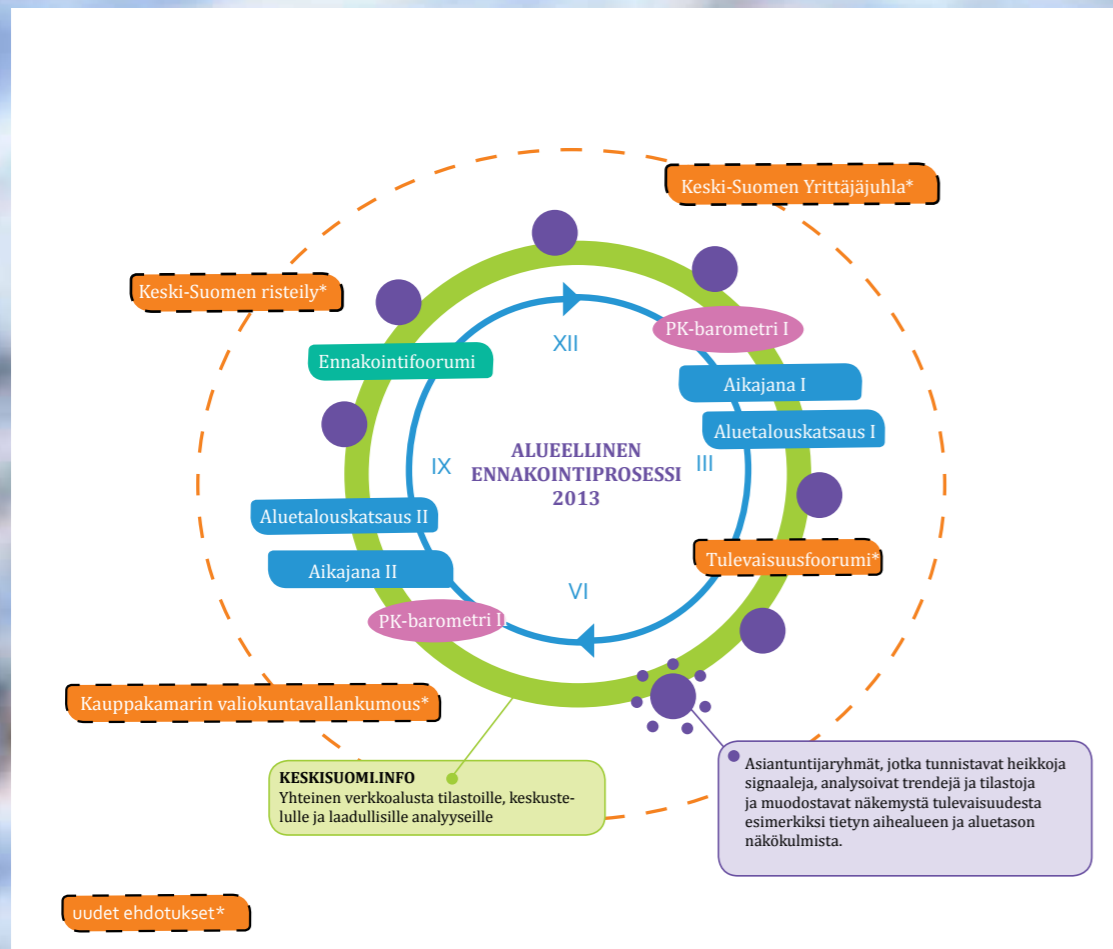 Keski-Suomen Yrittäjäjuhla*
Keski-Suomen risteily*
PK-barometri I
XII
Ennakointifoorumi
Aikajana I
Aluetalouskatsaus I
ALUEELLINEN
ENNAKOINTIPROSESSI
2013
IX
III
Aluetalouskatsaus II
Tulevaisuusfoorumi*
Aikajana II
VI
PK-barometri II
Kauppakamarin valiokuntavallankumous*
KESKISUOMI.INFO
Yhteinen verkkoalusta tilastoille, keskuste-
lulle ja laadullisille analyyseille
Asiantuntijaryhmät, jotka tunnistavat heikkoja
signaaleja, analysoivat trendejä ja tilastoja
ja muodostavat näkemystä tulevaisuudesta
esimerkiksi tietyn aihealueen ja aluetason
näkökulmista.
uudet ehdotukset*